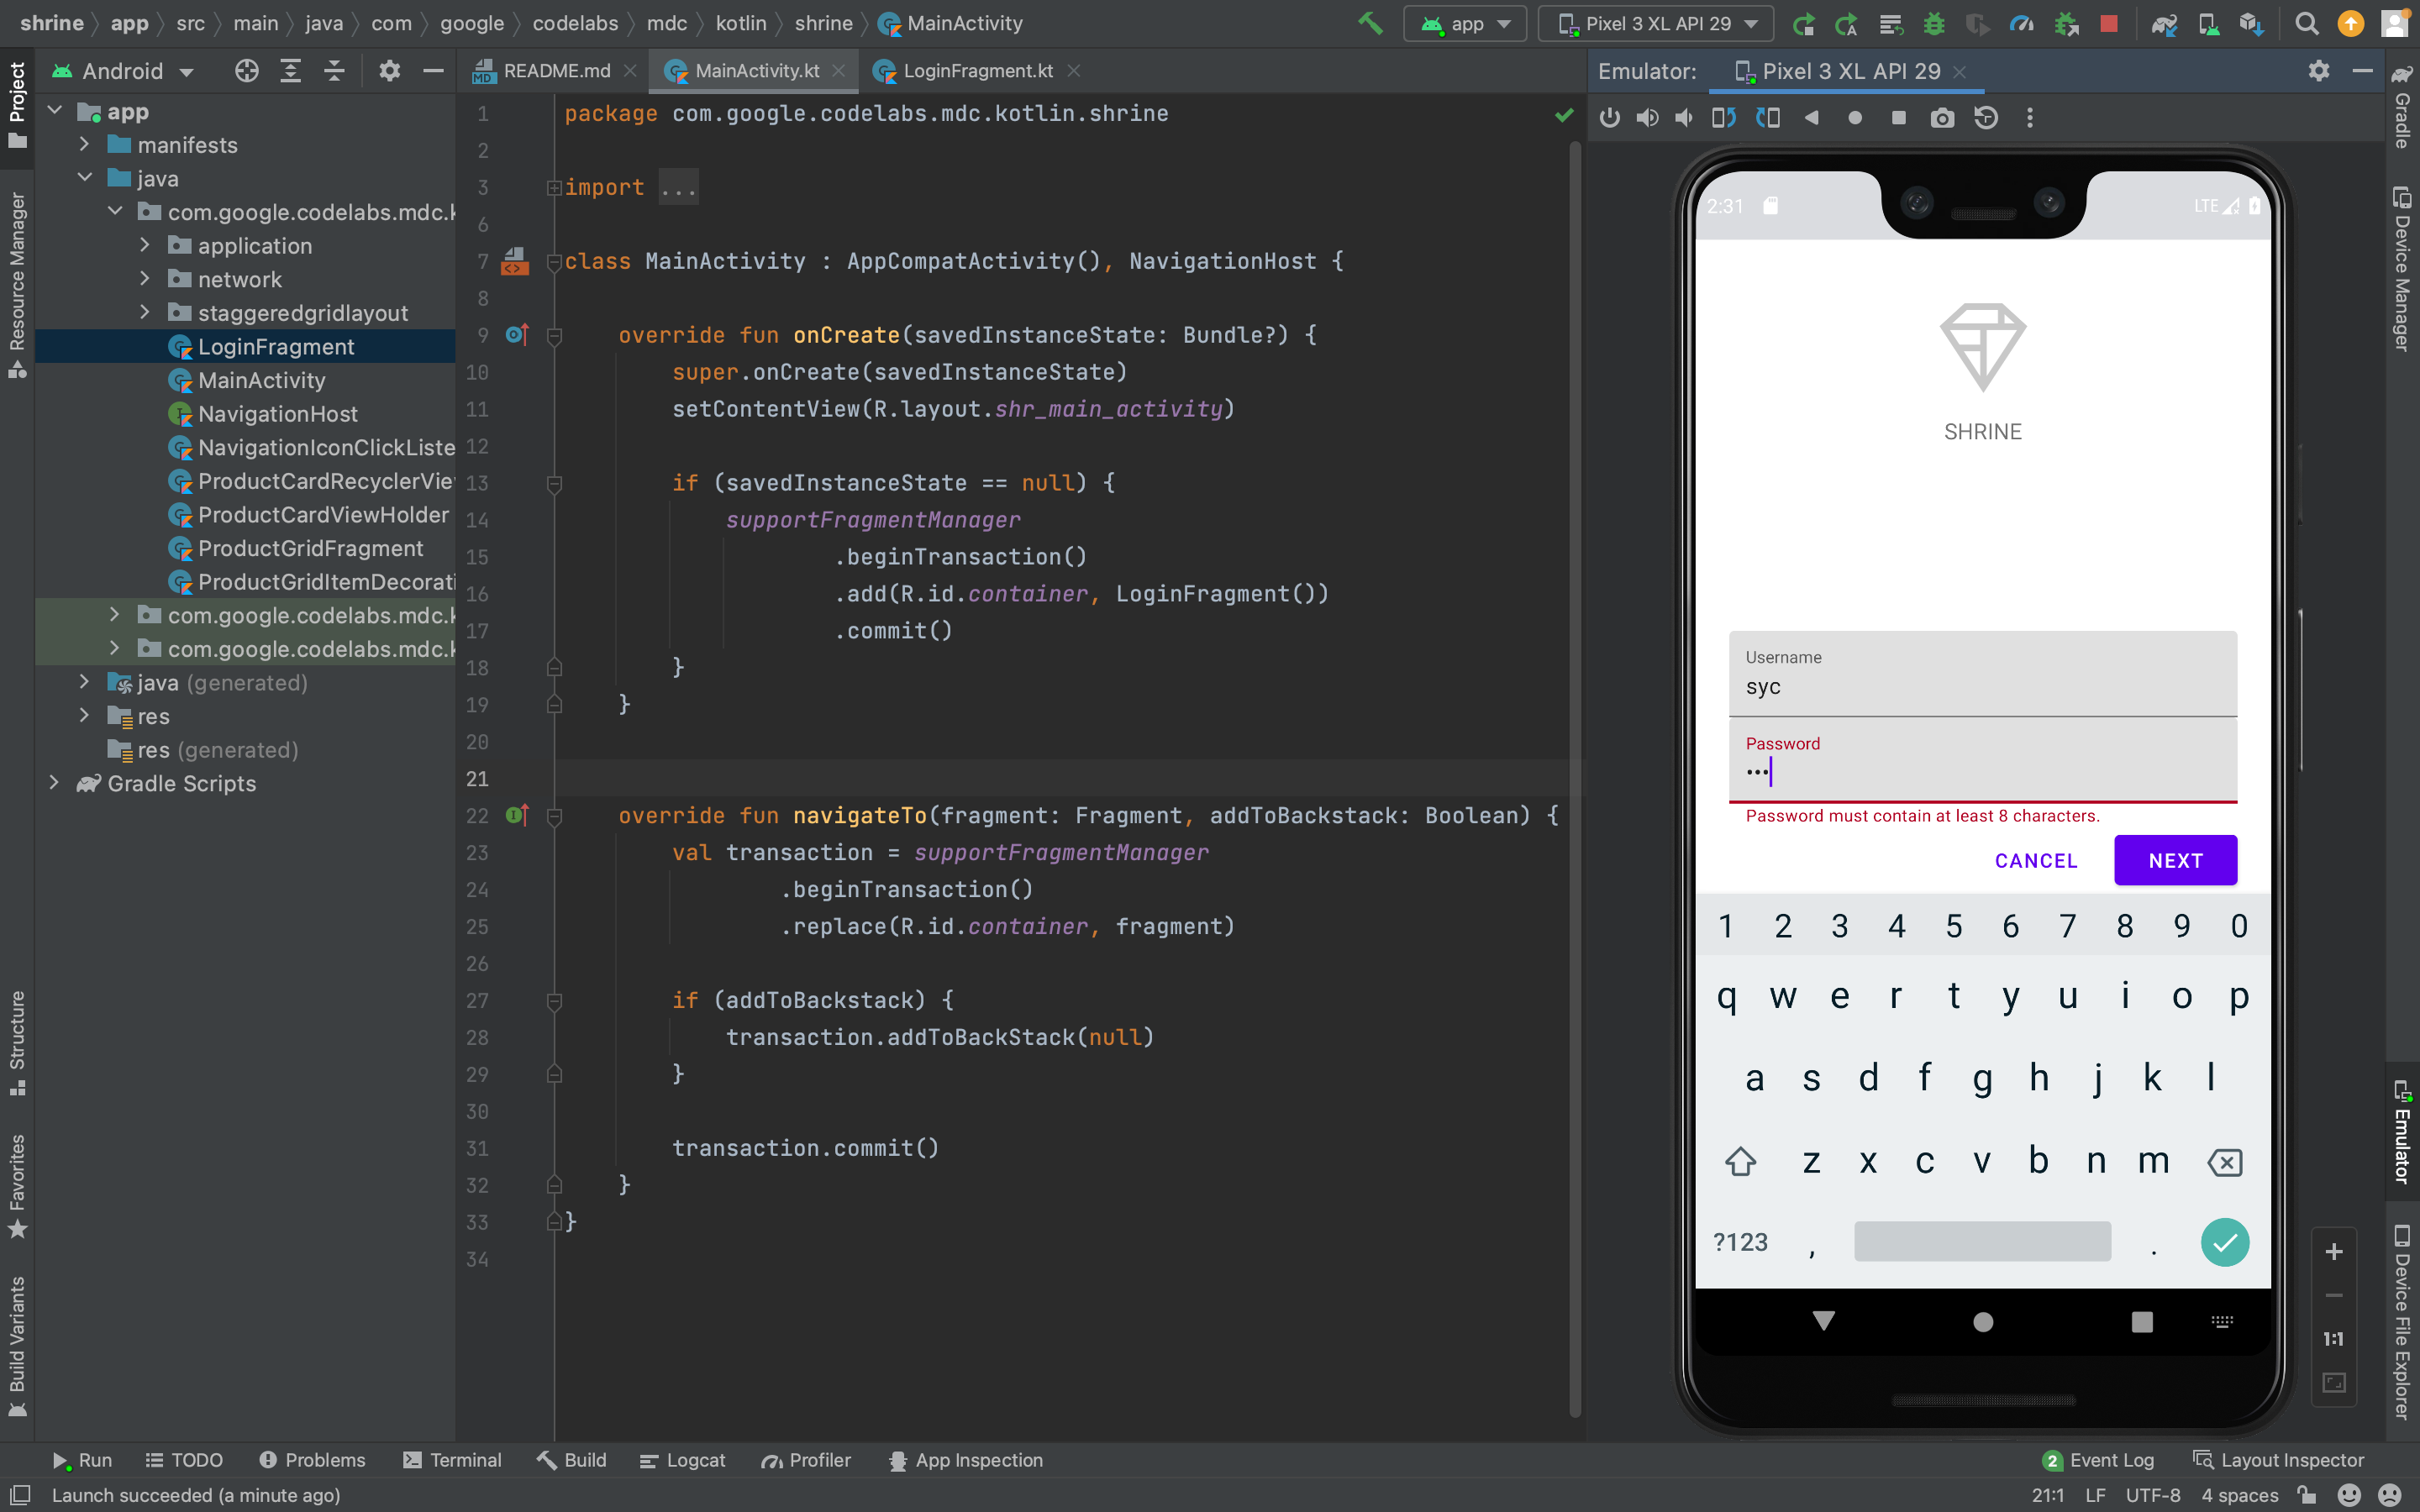 shrine app src main java com google codelabs mdc kotlin shrine MainActivity
app
Pixel 3 XL API 29
Project
Resource Manager
Structure
Favorites
Build Variants
Android
app
manifests
java
com.google.codelabs.mdc.k
application
network
staggeredgridlayout
LoginFragment
MainActivity
NavigationHost
NavigationIconClickListe
ProductCardRecyclerVie
ProductCardViewHolder
ProductGridFragment
ProductGridItemDecorati
com.google.codelabs.mdc.k
com.google.codelabs.mdc.k
java (generated)
res
res (generated)
Gradle Scripts
MD README.md
MainActivity.kt
LoginFragment.kt
1 package com.google.codelabs.mdc.kotlin.shrine
2
3 import ...
6
7 class MainActivity : AppCompatActivity(), NavigationHost {
8
9 override fun onCreate(savedInstanceState: Bundle?) {
10 super.onCreate(savedInstanceState)
11 setContentView(R.layout.shr_main_activity)
12
13 if (savedInstanceState == null) {
14 supportFragmentManager
15 .beginTransaction()
16 .add(R.id.container, LoginFragment())
17 .commit()
18 }
19 }
20
21
22 override fun navigateTo(fragment: Fragment, addToBackstack: Boolean) {
23 val transaction = supportFragmentManager
24 .beginTransaction()
25 .replace(R.id.container, fragment)
26
27 if (addToBackstack) {
28 transaction.addToBackStack(null)
29 }
30
31 transaction.commit()
32 }
33 }
34
Emulator: Pixel 3 XL API 29
2:31 LTE
SHRINE
Username
syc
Password
•••
Password must contain at least 8 characters.
CANCEL NEXT
1 2 3 4 5 6 7 8 9 0
q w e r t y u i o p
a s d f g h j k l
z x c v b n m
?123 , .
1:1
Gradle
Device Manager
Emulator
Device File Explorer
Run TODO Problems Terminal Build Logcat Profiler App Inspection 2 Event Log Layout Inspector
Launch succeeded (a minute ago) 21:1 LF UTF-8 4 spaces